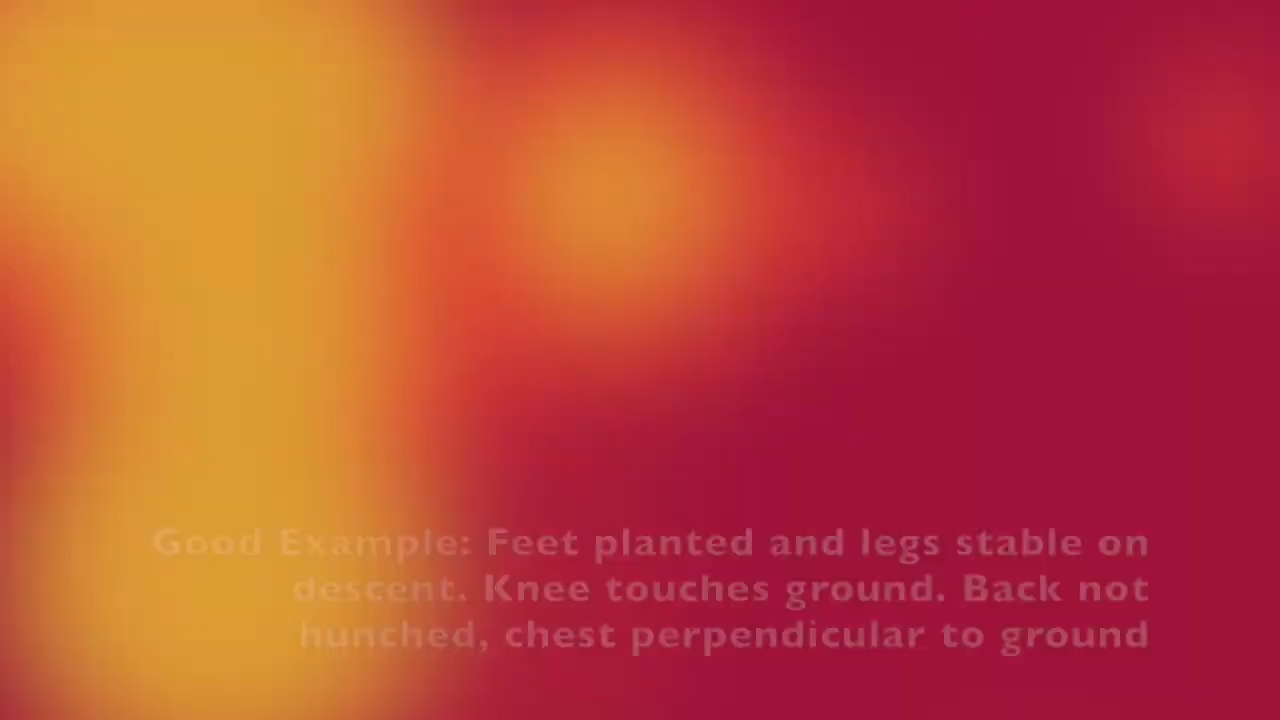 Good Example: Feet planted and legs stable on
descent. Knee touches ground. Back not
hunched, chest perpendicular to ground